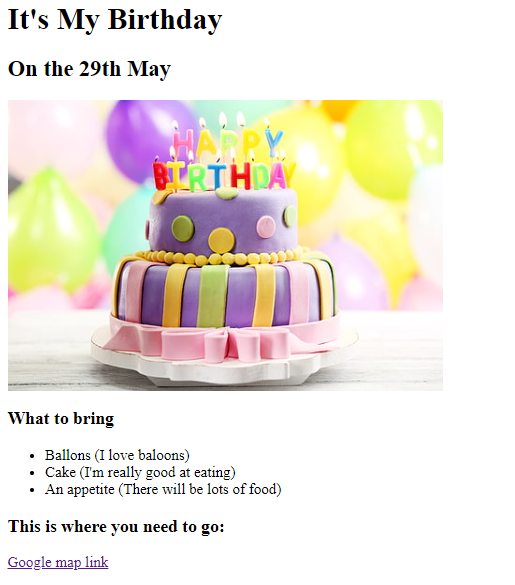 It's My Birthday
On the 29th May
HAPPY
BIRTHDAY
What to bring
Ballons (I love baloons)
Cake (I'm really good at eating)
An appetite (There will be lots of food)
This is where you need to go:
Google map link